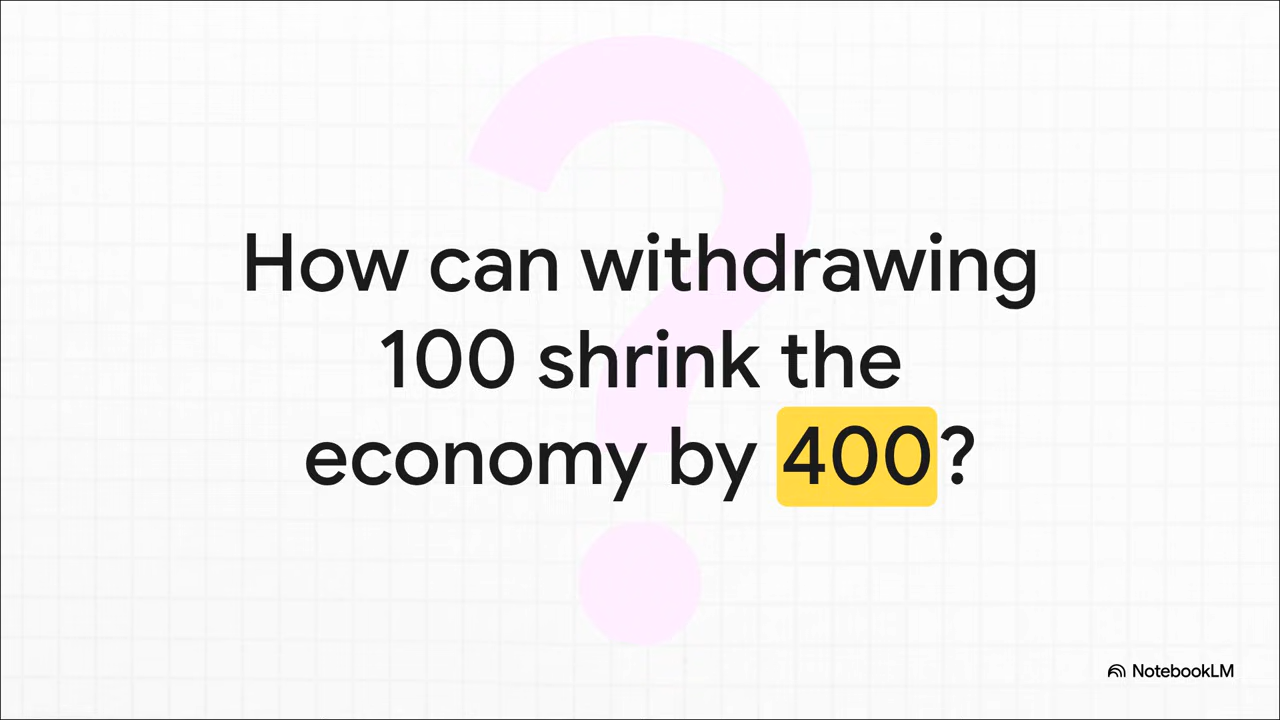 How can withdrawing
100 shrink the
economy by 400?
NotebookLM